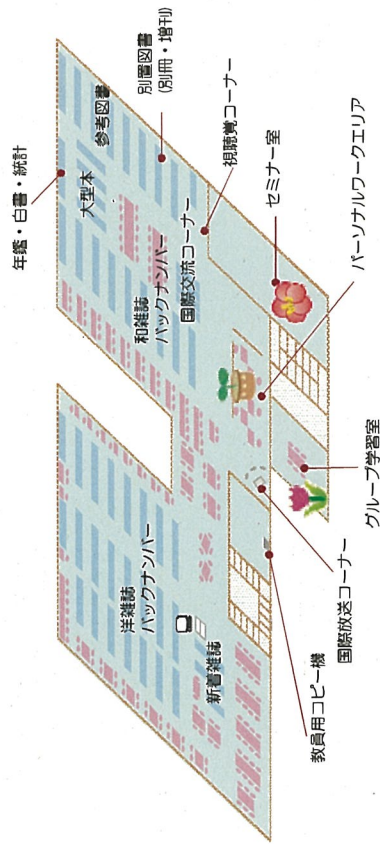 年鑑・白書・統計
大型本
参考図書
別置図書
(別冊・増刊)
和雑誌
バックナンバー
国際交流コーナー
視聴覚コーナー
セミナー室
パーソナルワークエリア
洋雑誌
バックナンバー
新着雑誌
グループ学習室
国際放送コーナー
教員用コピー機